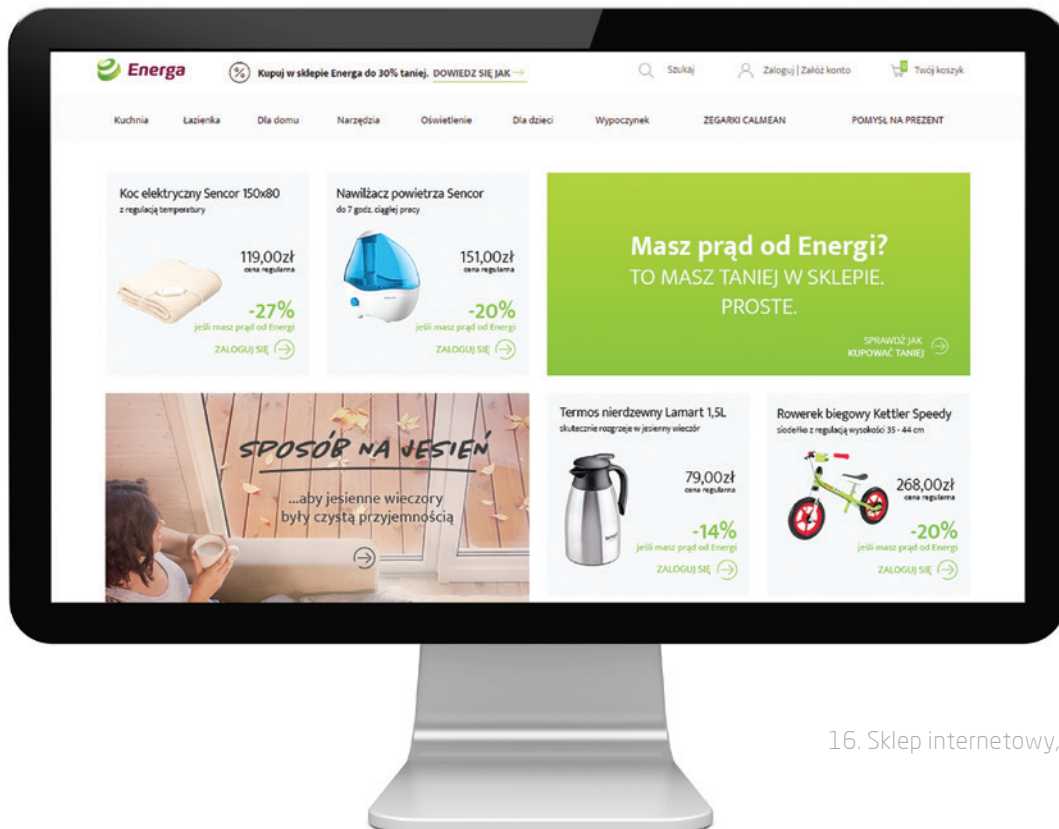 Energa
% Kupuj w sklepie Energa do 30% taniej. DOWIEDZ SIĘ JAK →
Szukaj
Zaloguj | Załóż konto
0 Twój koszyk
Kuchnia Łazienka Dla domu Narzędzia Oświetlenie Dla dzieci Wypoczynek ZEGARKI CALMEAN POMYSŁ NA PREZENT
Koc elektryczny Sencor 150x80
z regulacją temperatury
119,00zł
cena regularna
-27%
jeśli masz prąd od Energi
ZALOGUJ SIĘ
Nawilżacz powietrza Sencor
do 7 godz. ciągłej pracy
151,00zł
cena regularna
-20%
jeśli masz prąd od Energi
ZALOGUJ SIĘ
Masz prąd od Energi?
TO MASZ TANIEJ W SKLEPIE.
PROSTE.
SPRAWDŹ JAK
KUPOWAĆ TANIEJ
SPOSÓB NA JESIEŃ
...aby jesienne wieczory
były czystą przyjemnością
Termos nierdzewny Lamart 1,5L
skutecznie rozgrzeje w jesienny wieczór
79,00zł
cena regularna
-14%
jeśli masz prąd od Energi
ZALOGUJ SIĘ
Rowerek biegowy Kettler Speedy
siodełko z regulacją wysokości 35 - 44 cm
268,00zł
cena regularna
-20%
jeśli masz prąd od Energi
ZALOGUJ SIĘ
16. Sklep internetowy,